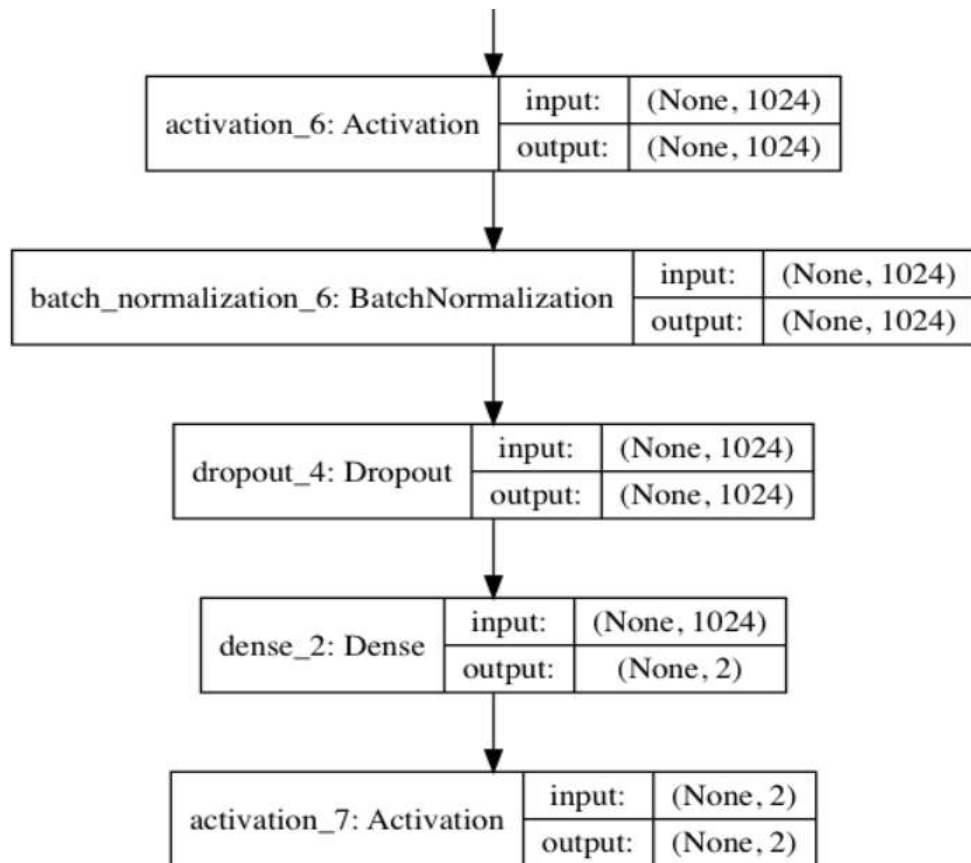 activation_6: Activation
input: (None, 1024)
output: (None, 1024)
batch_normalization_6: BatchNormalization
input: (None, 1024)
output: (None, 1024)
dropout_4: Dropout
input: (None, 1024)
output: (None, 1024)
dense_2: Dense
input: (None, 1024)
output: (None, 2)
activation_7: Activation
input: (None, 2)
output: (None, 2)